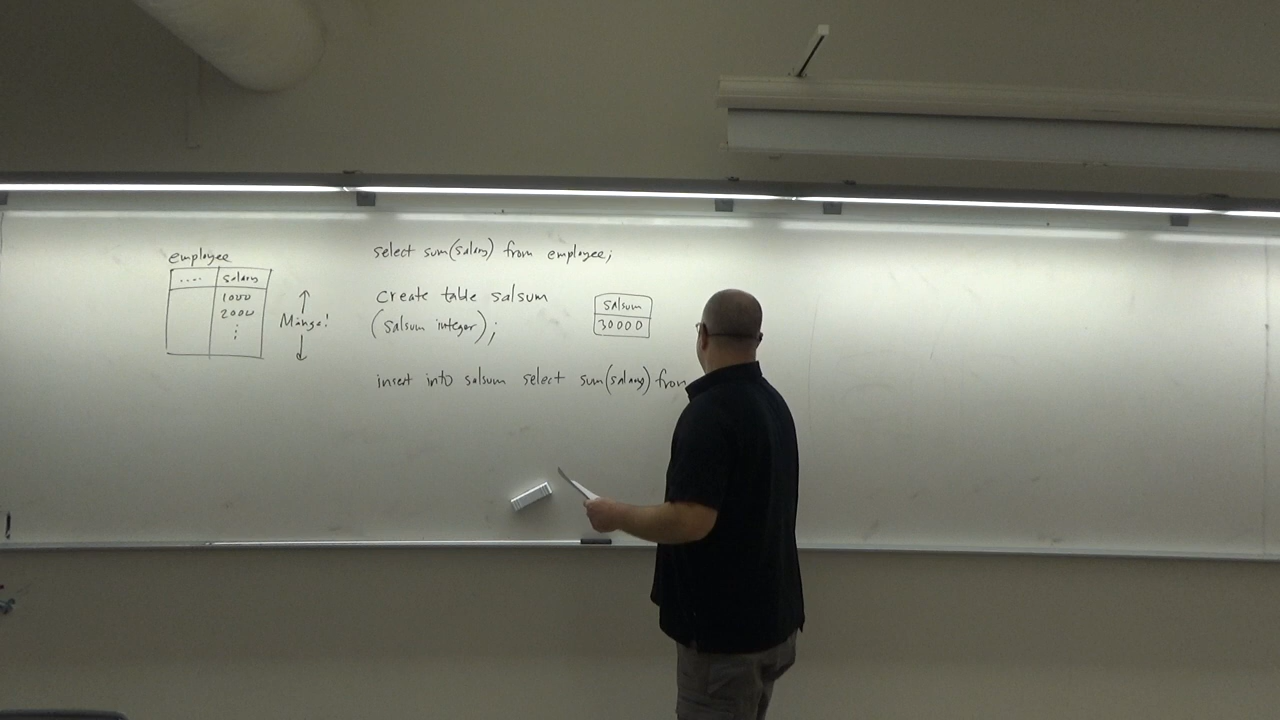 employee
.... salary
1000
2000
Många!
select sum(salary) from employee;
create table salsum
(salsum integer);
salsum
30000
insert into salsum select sum(salary) from